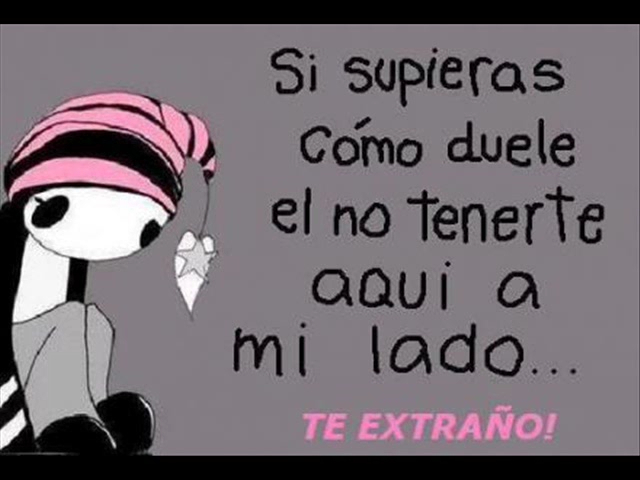 Si supieras
cómo duele
el no tenerte
aqui a
mi lado...
TE EXTRAÑO!